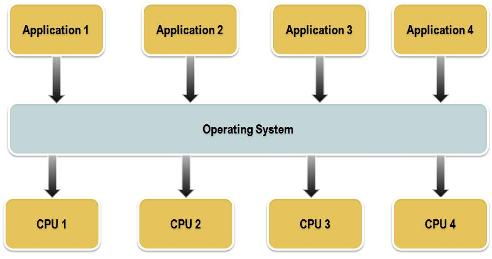 Application 1
Application 2
Application 3
Application 4
Operating System
CPU 1
CPU 2
CPU 3
CPU 4